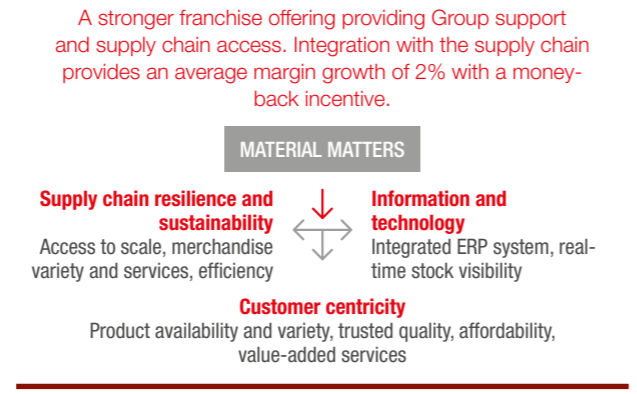 A stronger franchise offering providing Group support
and supply chain access. Integration with the supply chain
provides an average margin growth of 2% with a money-
back incentive.
MATERIAL MATTERS
Supply chain resilience and
sustainability
Access to scale, merchandise
variety and services, efficiency
Information and
technology
Integrated ERP system, real-
time stock visibility
Customer centricity
Product availability and variety, trusted quality, affordability,
value-added services